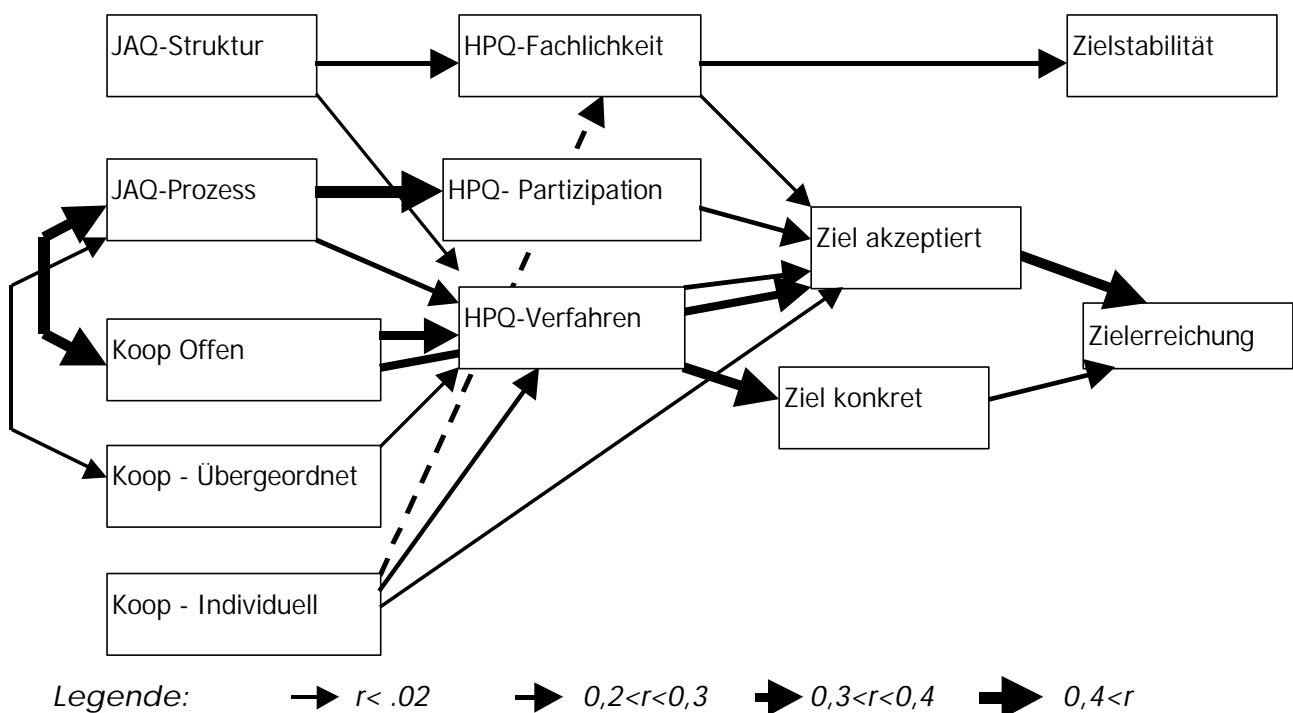 JAQ-Struktur
HPQ-Fachlichkeit
Zielstabilität
JAQ-Prozess
HPQ- Partizipation
Ziel akzeptiert
HPQ-Verfahren
Zielerreichung
Koop Offen
Ziel konkret
Koop - Übergeordnet
Koop - Individuell
Legende: r< .02 0,2<r<0,3 0,3<r<0,4 0,4<r